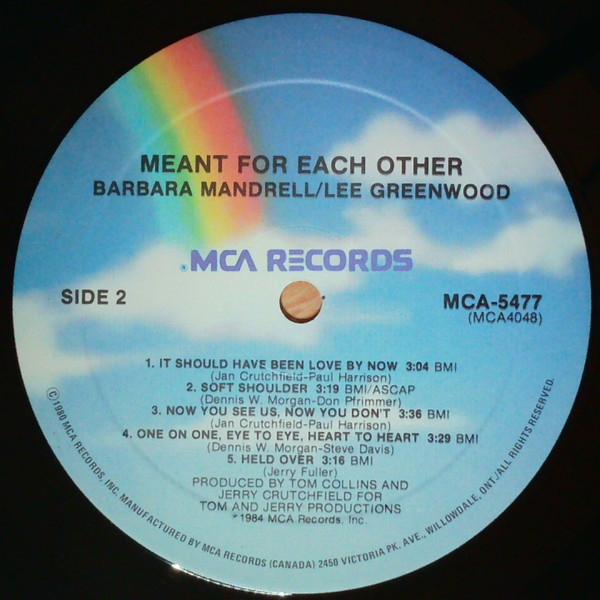 MEANT FOR EACH OTHER
BARBARA MANDRELL/LEE GREENWOOD
MCA RECORDS
SIDE 2
MCA-5477
(MCA4048)
1. IT SHOULD HAVE BEEN LOVE BY NOW 3:04 BMI
(Jan Crutchfield-Paul Harrison)
2. SOFT SHOULDER 3:19 BMI/ASCAP
(Dennis W. Morgan-Don Pfrimmer)
3. NOW YOU SEE US, NOW YOU DON'T 3:36 BMI
(Jan Crutchfield-Paul Harrison)
4. ONE ON ONE, EYE TO EYE, HEART TO HEART 3:29 BMI
(Dennis W. Morgan-Steve Davis)
5. HELD OVER 3:16 BMI
(Jerry Fuller)
PRODUCED BY TOM COLLINS AND
JERRY CRUTCHFIELD FOR
TOM AND JERRY PRODUCTIONS
℗1984 MCA Records, Inc.
©1980 MCA RECORDS, INC. MANUFACTURED BY MCA RECORDS (CANADA) 2450 VICTORIA PK. AVE., WILLOWDALE, ONT./ALL RIGHTS RESERVED.